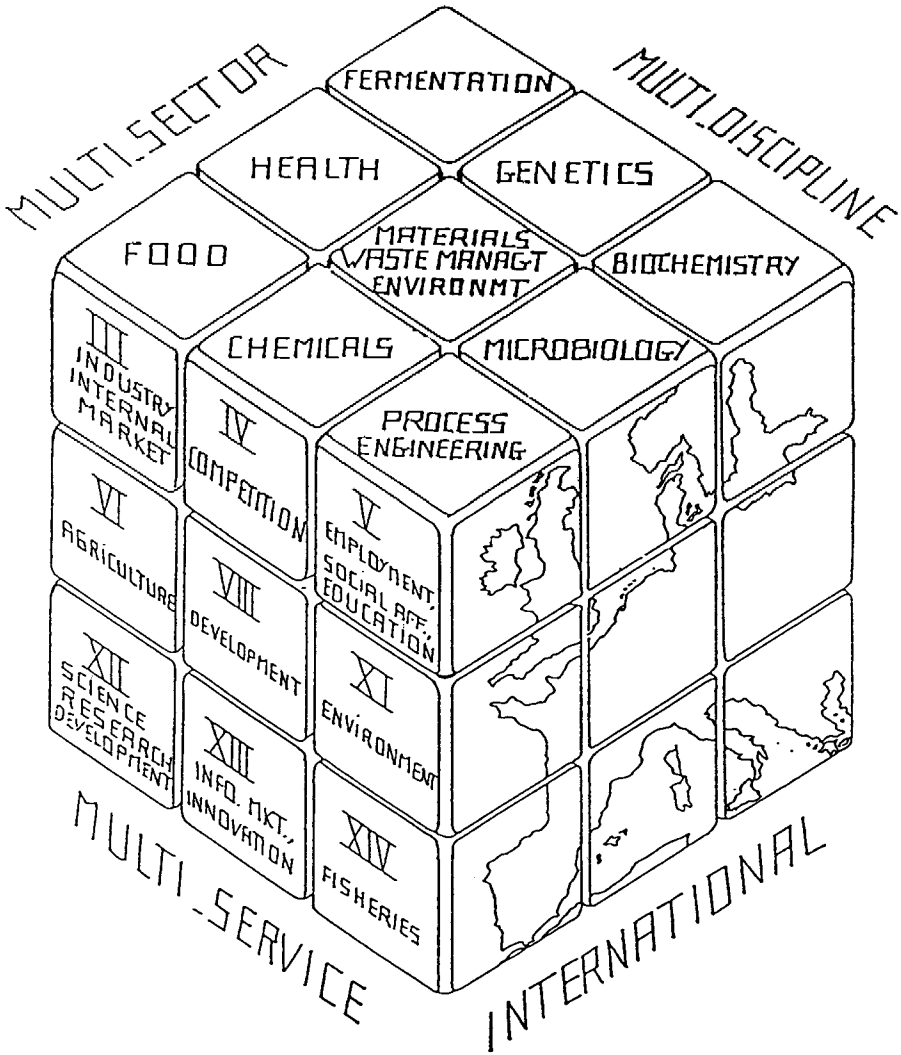 MULTI_SECTOR
MULTI_DISCIPLINE
FERMENTATION
HEALTH
GENETICS
FOOD
MATERIALS
WASTE MANAGT
ENVIRONMT
BIOCHEMISTRY
CHEMICALS
MICROBIOLOGY
PROCESS
ENGINEERING
III
INDUSTRY
INTERNAL
MARKET
IV
COMPETITION
V
EMPLOYMENT,
SOCIAL AFF.,
EDUCATION
VI
AGRICULTURE
VIII
DEVELOPMENT
XI
ENVIRONMENT
XII
SCIENCE
RESEARCH
DEVELOPMENT
XIII
INFO. MKT.,
INNOVATION
XIV
FISHERIES
MULTI_SERVICE
INTERNATIONAL